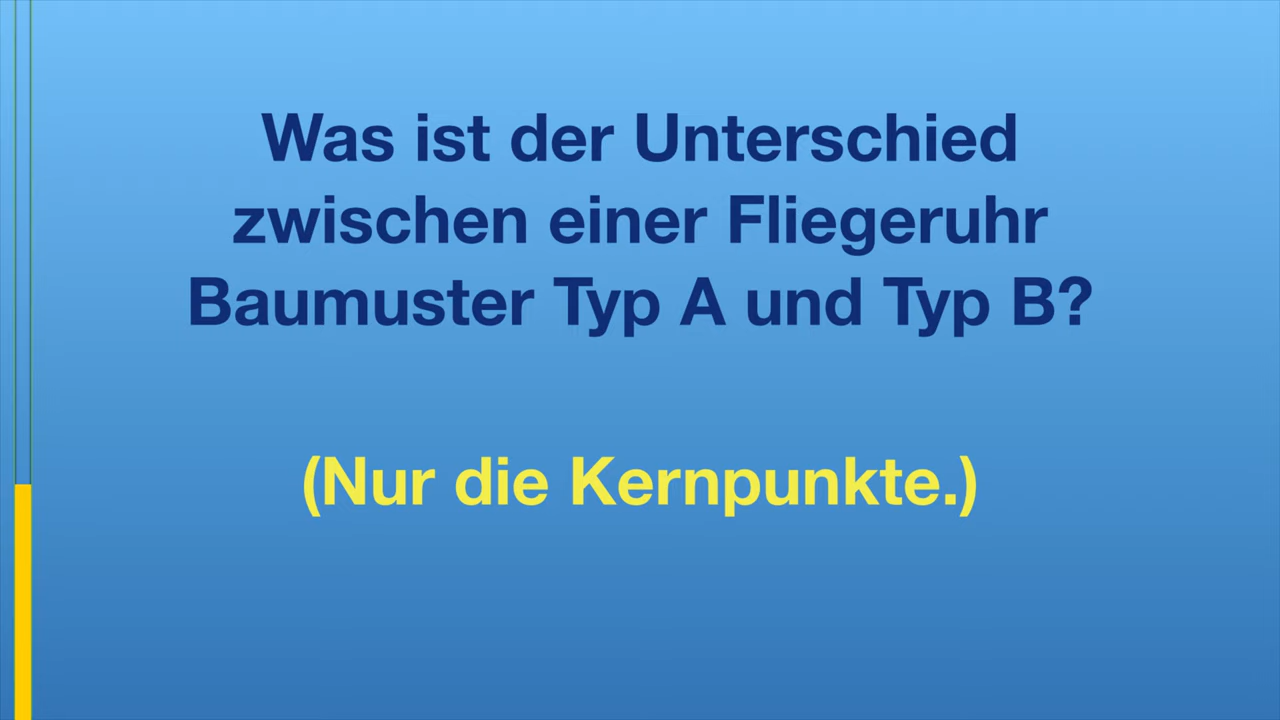 Was ist der Unterschied
zwischen einer Fliegeruhr
Baumuster Typ A und Typ B?
(Nur die Kernpunkte.)